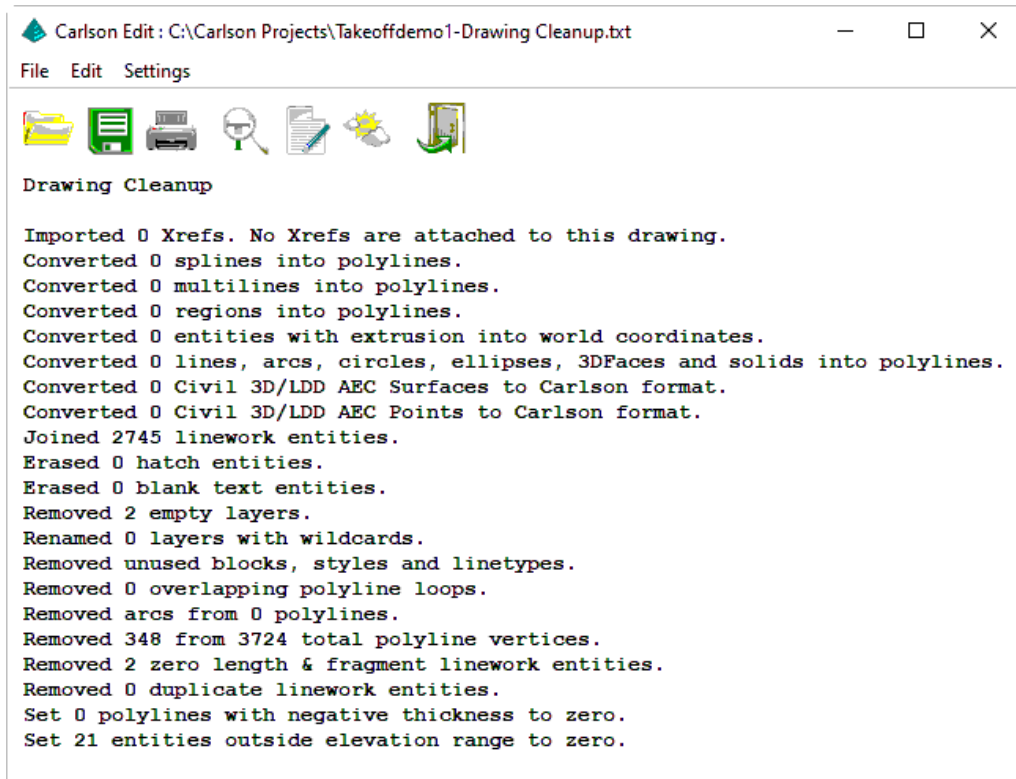 Carlson Edit : C:\Carlson Projects\Takeoffdemo1-Drawing Cleanup.txt
File Edit Settings
Drawing Cleanup
Imported 0 Xrefs. No Xrefs are attached to this drawing.
Converted 0 splines into polylines.
Converted 0 multilines into polylines.
Converted 0 regions into polylines.
Converted 0 entities with extrusion into world coordinates.
Converted 0 lines, arcs, circles, ellipses, 3DFaces and solids into polylines.
Converted 0 Civil 3D/LDD AEC Surfaces to Carlson format.
Converted 0 Civil 3D/LDD AEC Points to Carlson format.
Joined 2745 linework entities.
Erased 0 hatch entities.
Erased 0 blank text entities.
Removed 2 empty layers.
Renamed 0 layers with wildcards.
Removed unused blocks, styles and linetypes.
Removed 0 overlapping polyline loops.
Removed arcs from 0 polylines.
Removed 348 from 3724 total polyline vertices.
Removed 2 zero length & fragment linework entities.
Removed 0 duplicate linework entities.
Set 0 polylines with negative thickness to zero.
Set 21 entities outside elevation range to zero.